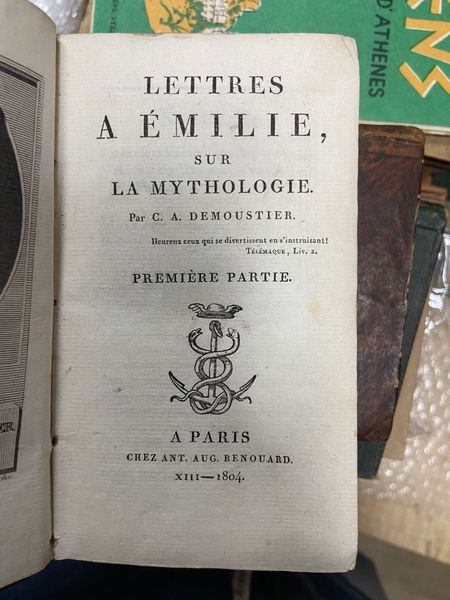 LETTRES
A ÉMILIE,
SUR
LA MYTHOLOGIE.
Par C. A. DEMOUSTIER.
Heureux ceux qui se divertissent en s'instruisant!
TÉLÉMAQUE, Liv. 2.
PREMIÈRE PARTIE.
A PARIS
CHEZ ANT. AUG. RENOUARD.
XIII—1804.
D'ATHENES